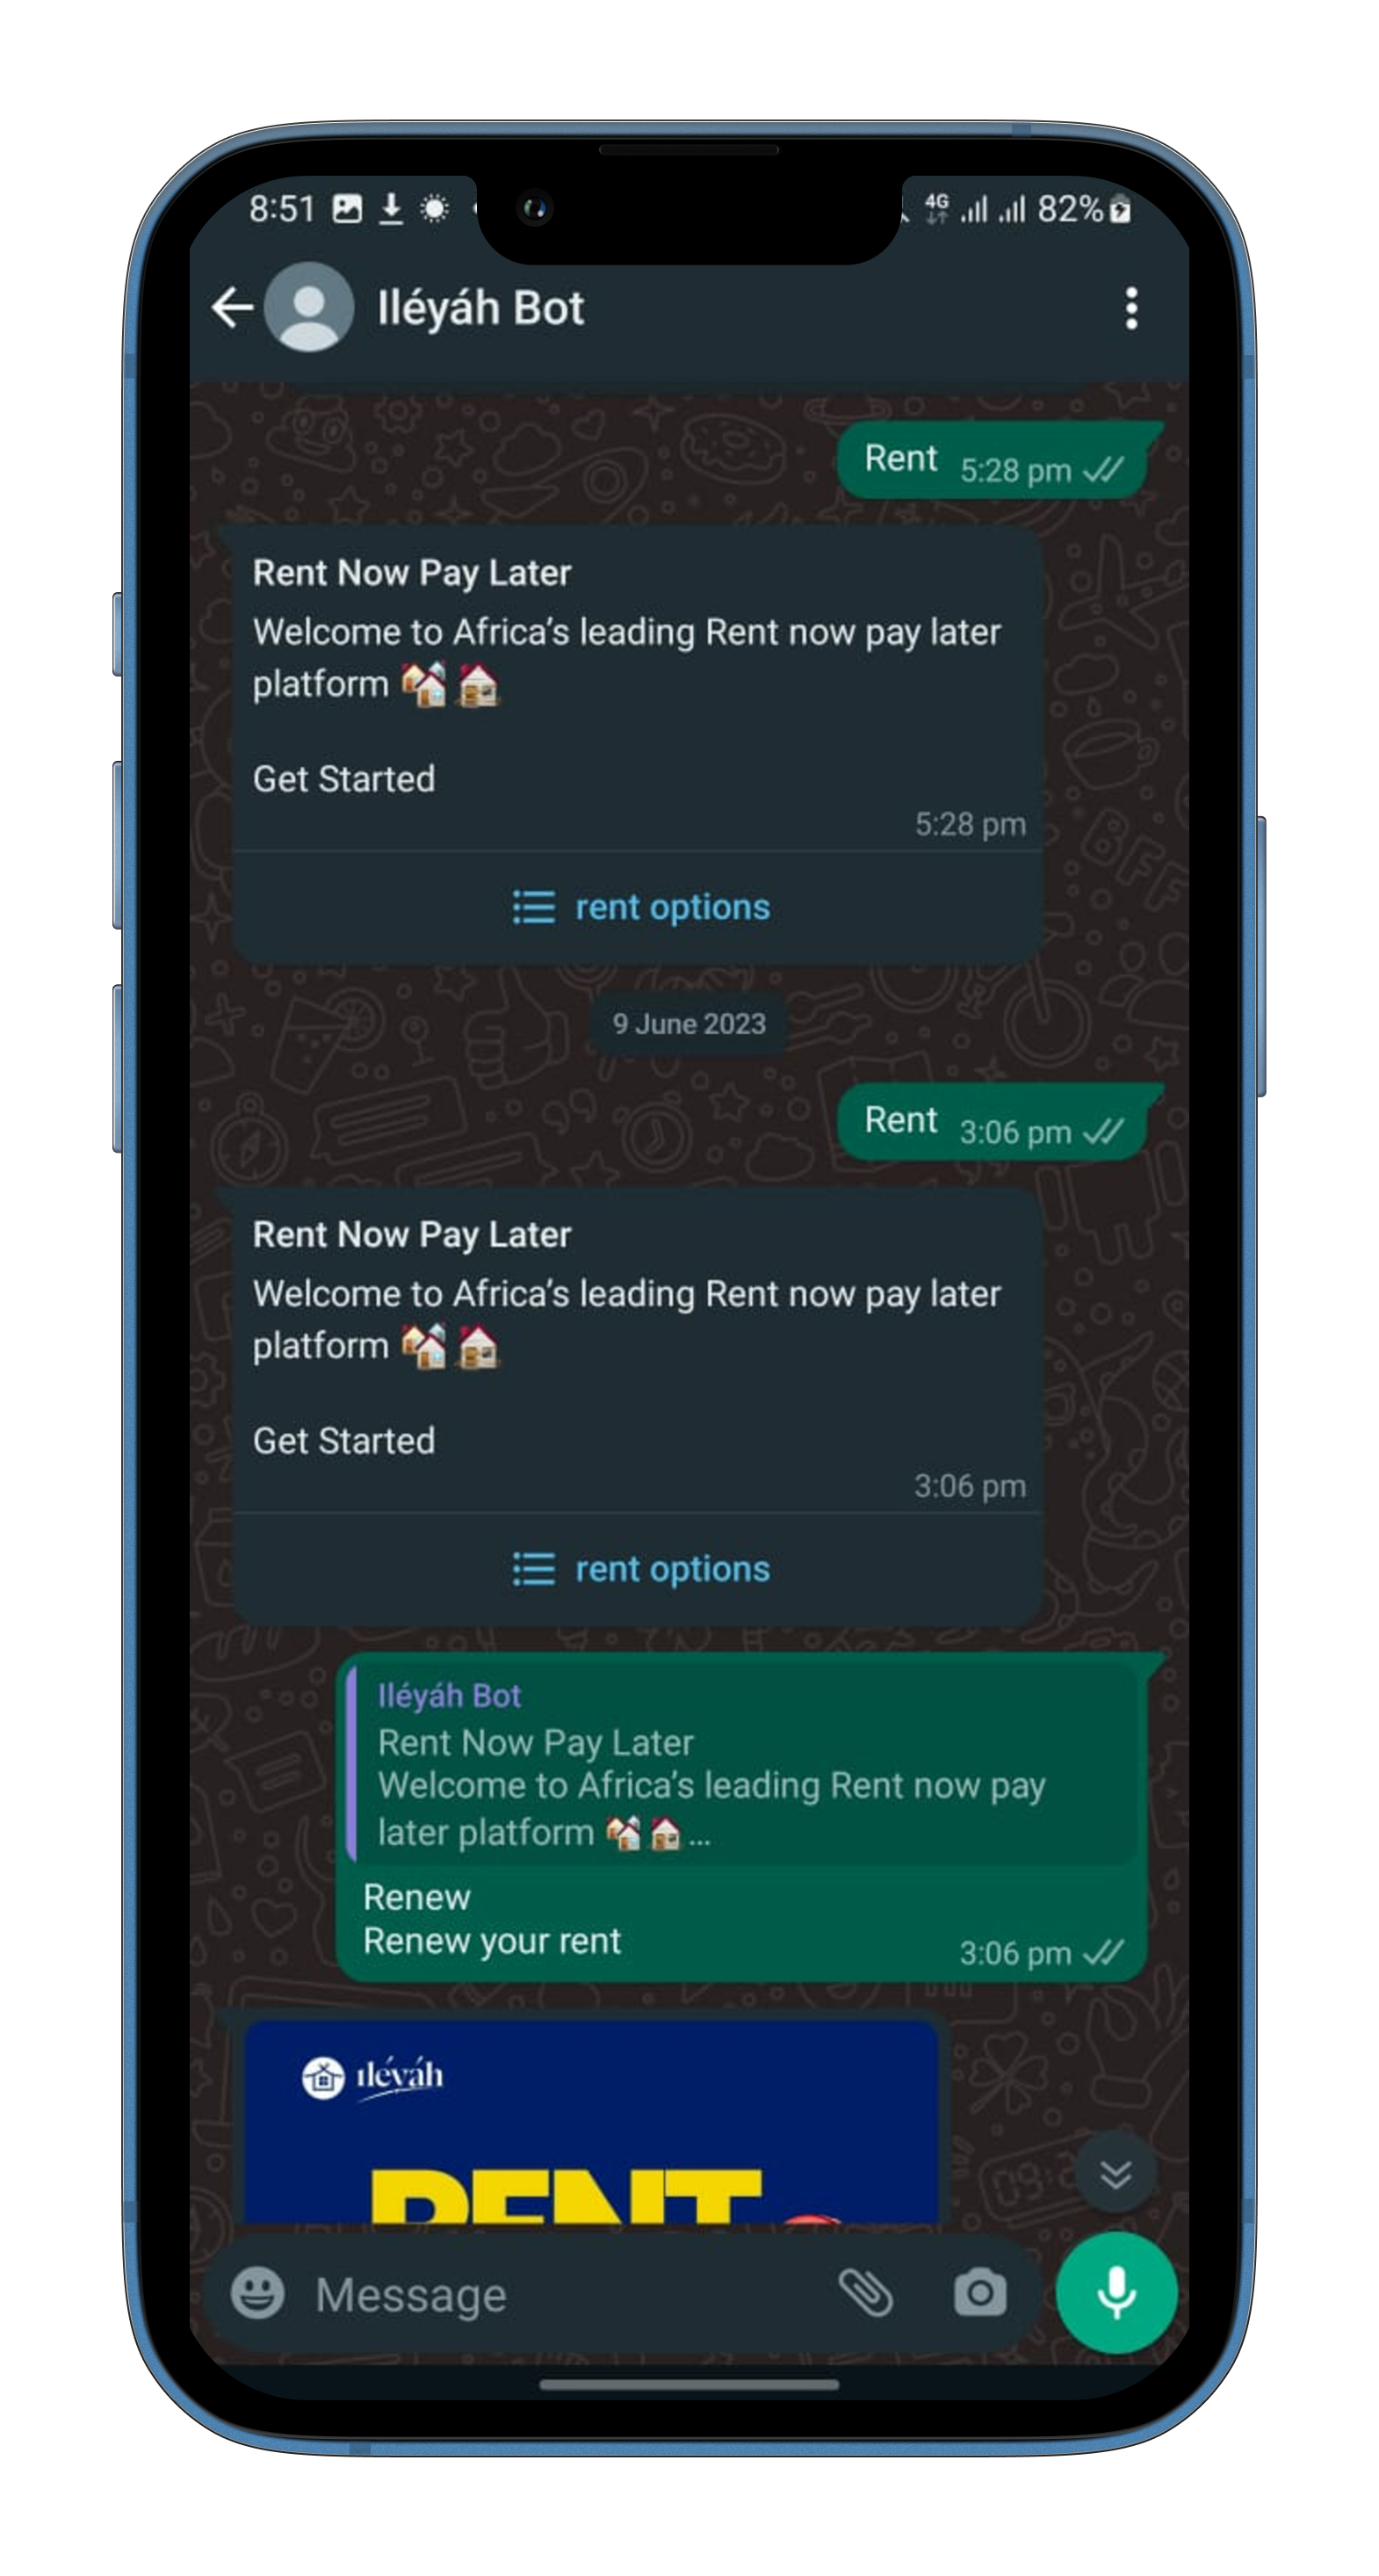 8:51
4G
82%
Iléyáh Bot
Rent 5:28 pm
Rent Now Pay Later
Welcome to Africa's leading Rent now pay later
platform 🏘️🏠
Get Started
5:28 pm
rent options
9 June 2023
Rent 3:06 pm
Rent Now Pay Later
Welcome to Africa's leading Rent now pay later
platform 🏘️🏠
Get Started
3:06 pm
rent options
Iléyáh Bot
Rent Now Pay Later
Welcome to Africa's leading Rent now pay
later platform 🏘️🏠...
Renew
Renew your rent
3:06 pm
ıléyáh
RENT
Message